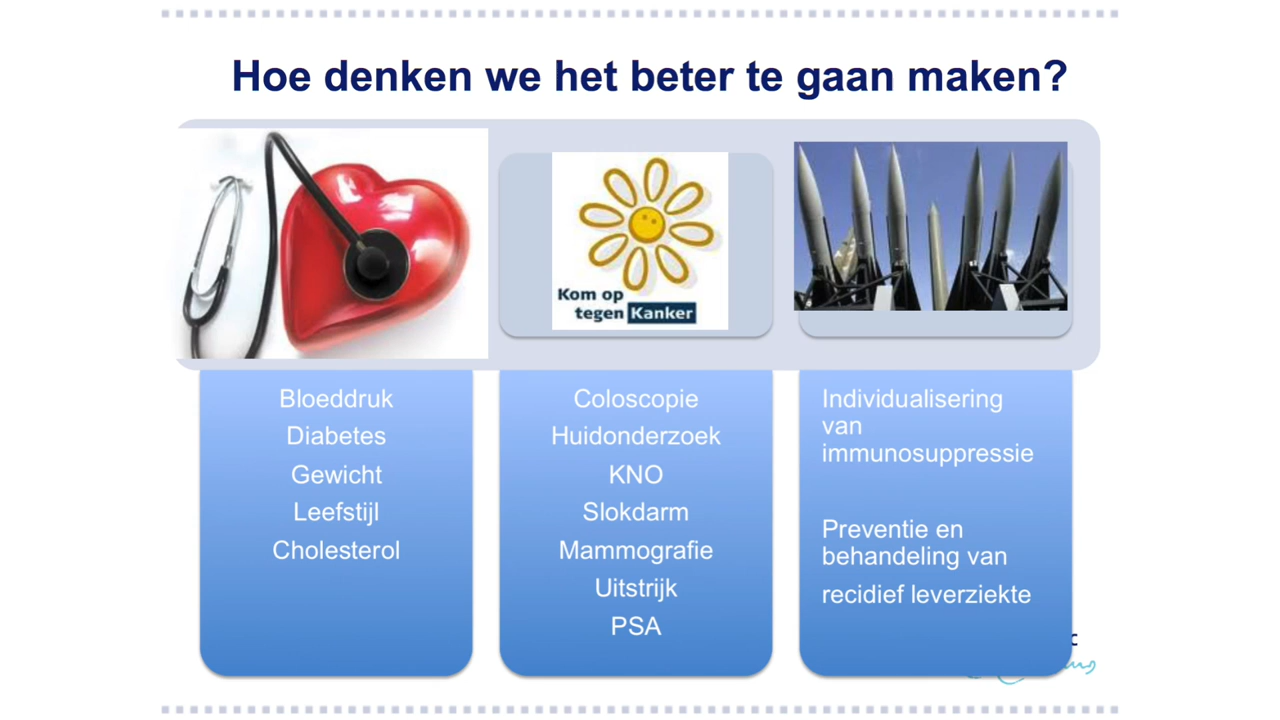 Hoe denken we het beter te gaan maken?
Kom op
tegen Kanker
Bloeddruk
Diabetes
Gewicht
Leefstijl
Cholesterol
Coloscopie
Huidonderzoek
KNO
Slokdarm
Mammografie
Uitstrijk
PSA
Individualisering
van
immunosuppressie
Preventie en
behandeling van
recidief leverziekte